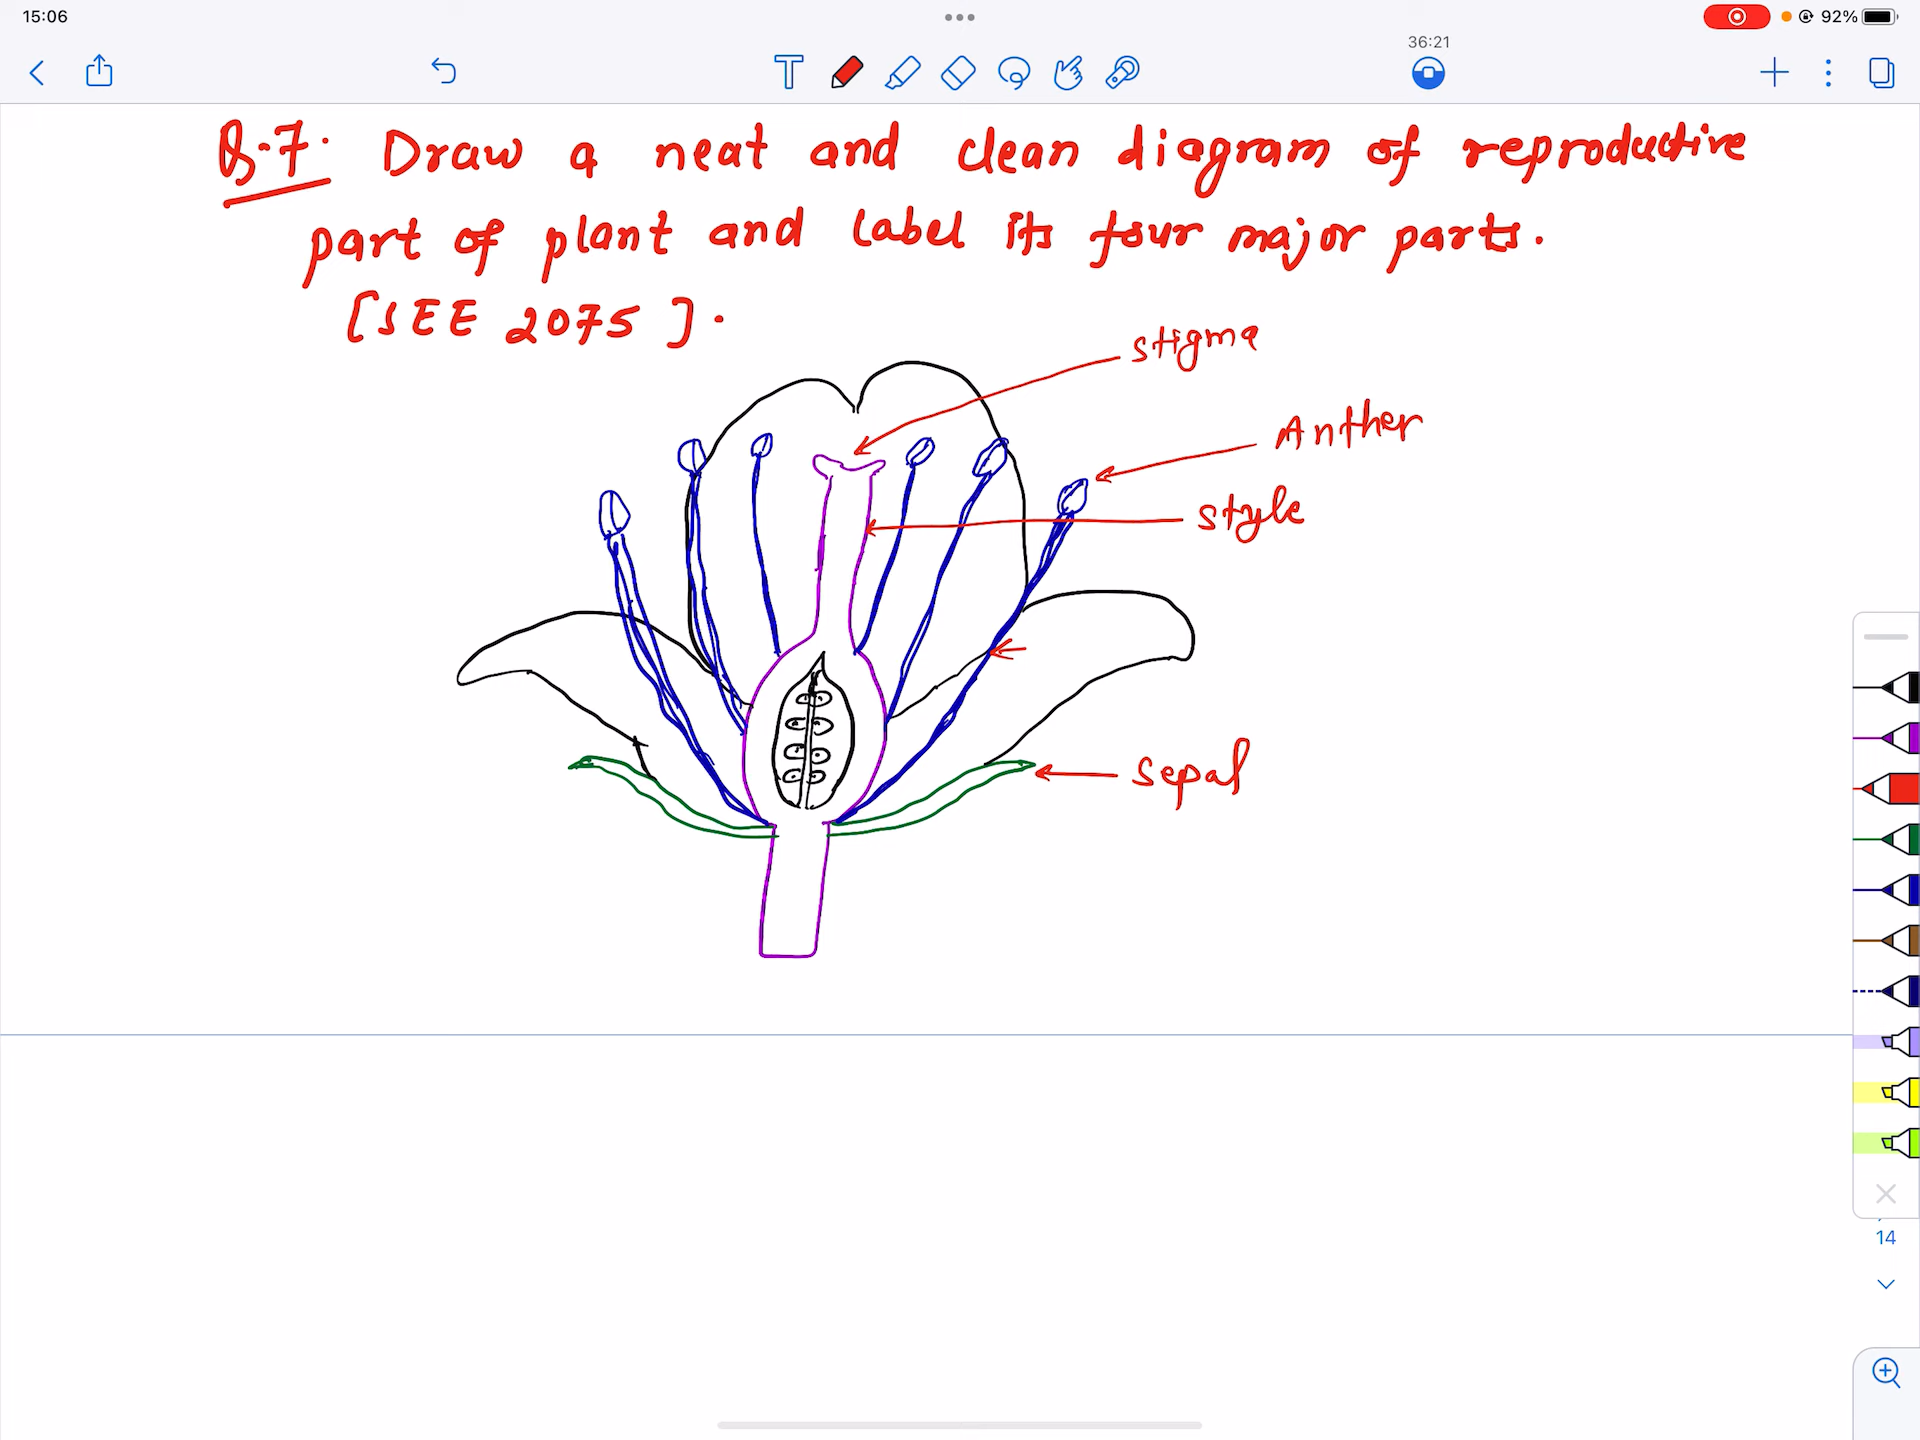 15:06
92%
36:21
Q.7. Draw a neat and clean diagram of reproductive
part of plant and label its four major parts.
[SEE 2075].
stigma
Anther
style
sepal
14